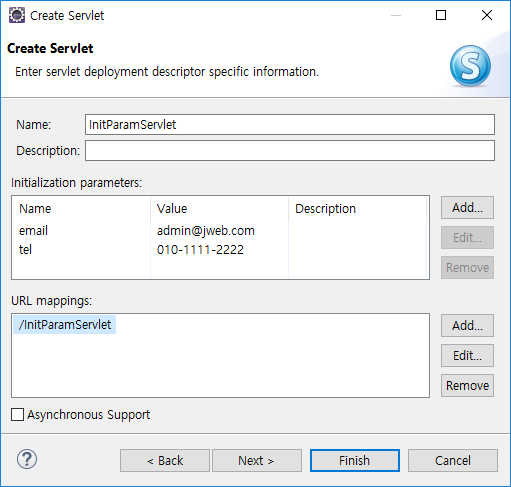 Create Servlet
Create Servlet
Enter servlet deployment descriptor specific information.
S
Name: InitParamServlet
Description:
Initialization parameters:
Name Value Description
email admin@jweb.com
tel 010-1111-2222
Add...
Edit...
Remove
URL mappings:
/InitParamServlet
Add...
Edit...
Remove
Asynchronous Support
? < Back Next > Finish Cancel